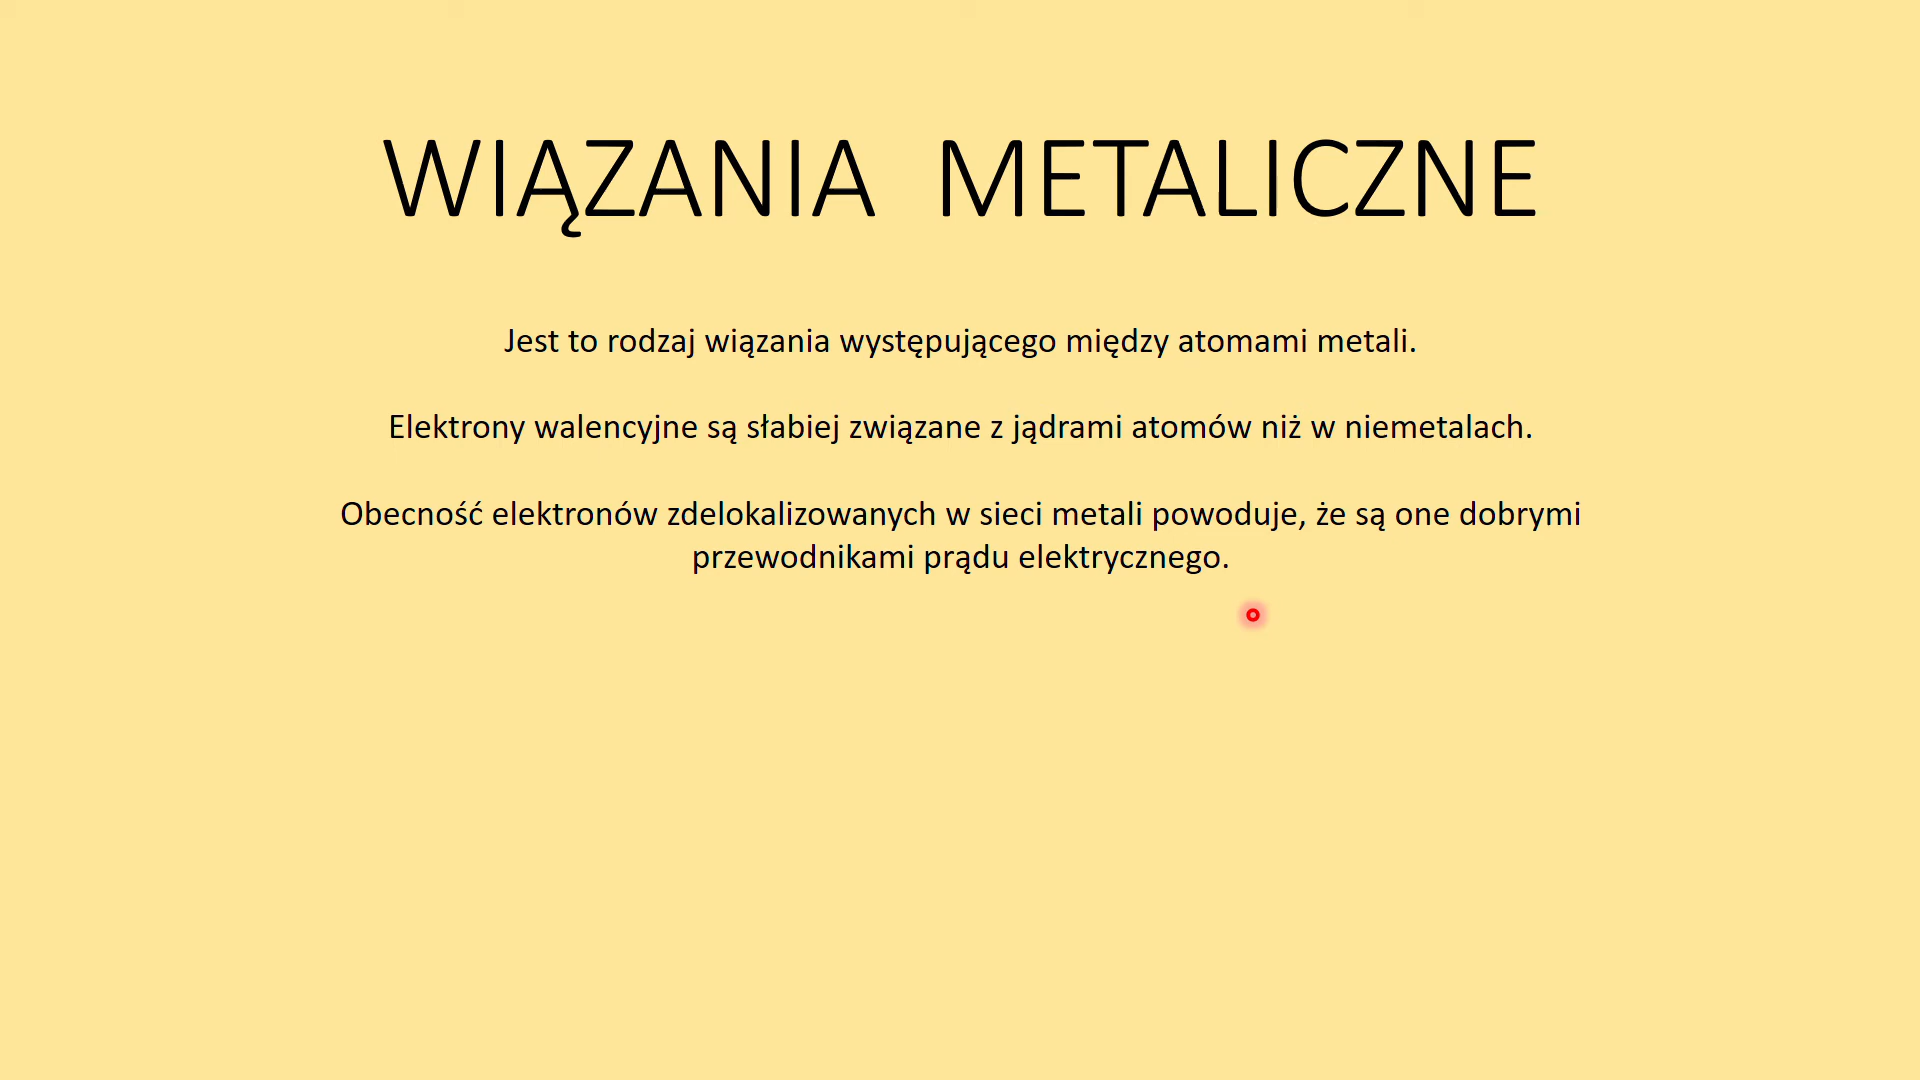 WIĄZANIA METALICZNE
Jest to rodzaj wiązania występującego między atomami metali.
Elektrony walencyjne są słabiej związane z jądrami atomów niż w niemetalach.
Obecność elektronów zdelokalizowanych w sieci metali powoduje, że są one dobrymi
przewodnikami prądu elektrycznego.